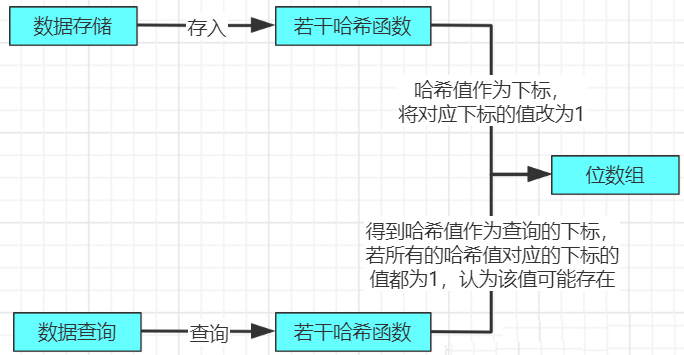 数据存储
存入
若干哈希函数
哈希值作为下标，
将对应下标的值改为1
位数组
得到哈希值作为查询的下标，
若所有的哈希值对应的下标的
值都为1，认为该值可能存在
数据查询
查询
若干哈希函数